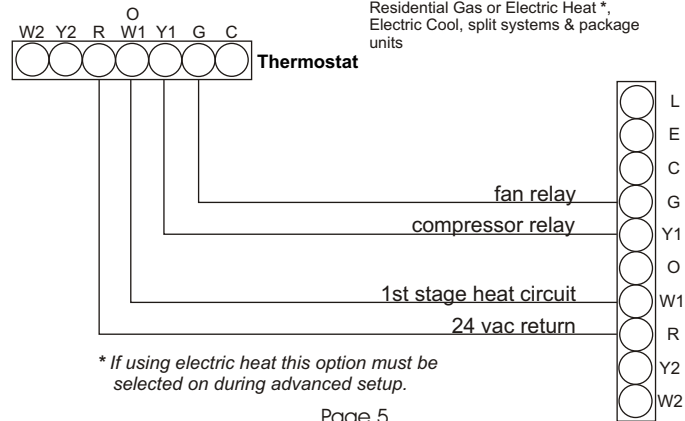 Residential Gas or Electric Heat *,
Electric Cool, split systems & package
units
O
W2 Y2 R W1 Y1 G C
Thermostat
L
E
C
fan relay G
compressor relay Y1
O
1st stage heat circuit W1
24 vac return R
* If using electric heat this option must be
selected on during advanced setup.
Y2
W2
Page 5